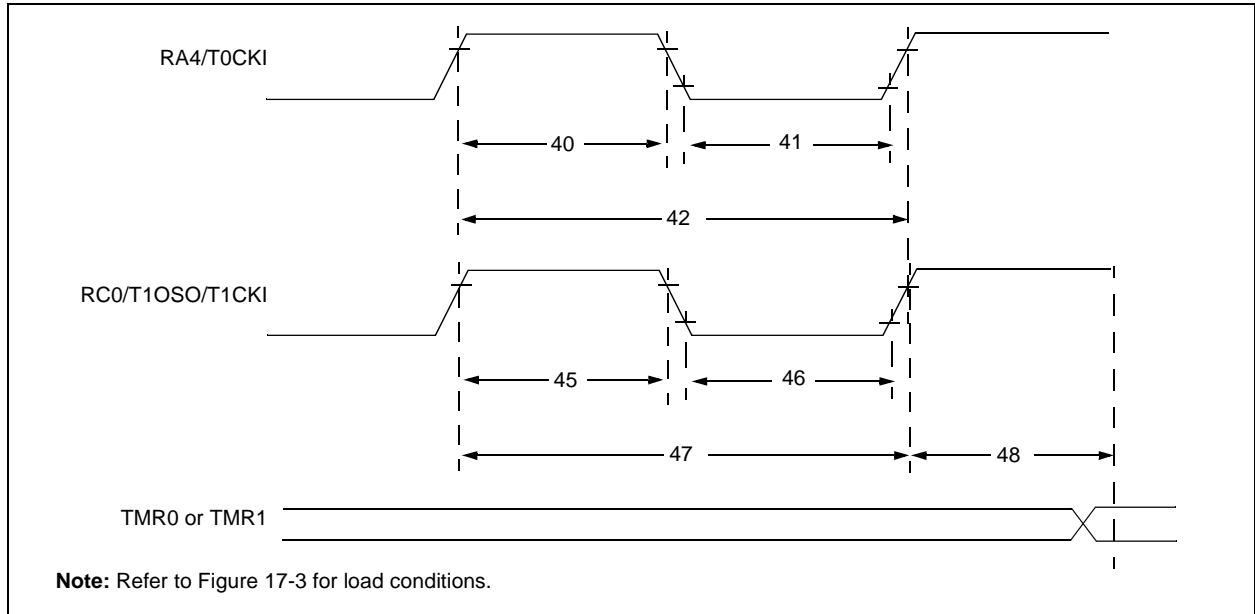 RA4/T0CKI
40
41
42
RC0/T1OSO/T1CKI
45
46
47
48
TMR0 or TMR1
Note: Refer to Figure 17-3 for load conditions.